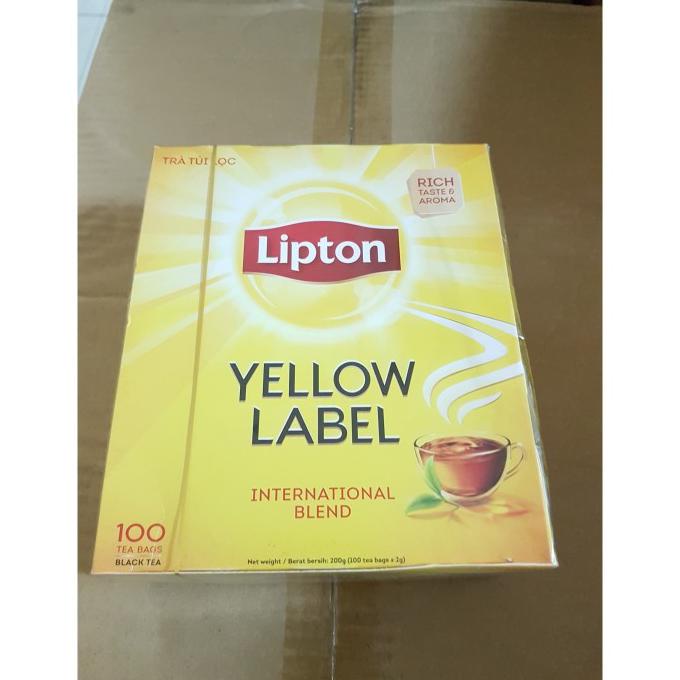 TRÀ TÚI LỌC
RICH
TASTE &
AROMA
Lipton
YELLOW
LABEL
INTERNATIONAL
BLEND
100
TEA BAGS
BLACK TEA
Net weight / Berat bersih: 200g (100 tea bags x 2g)